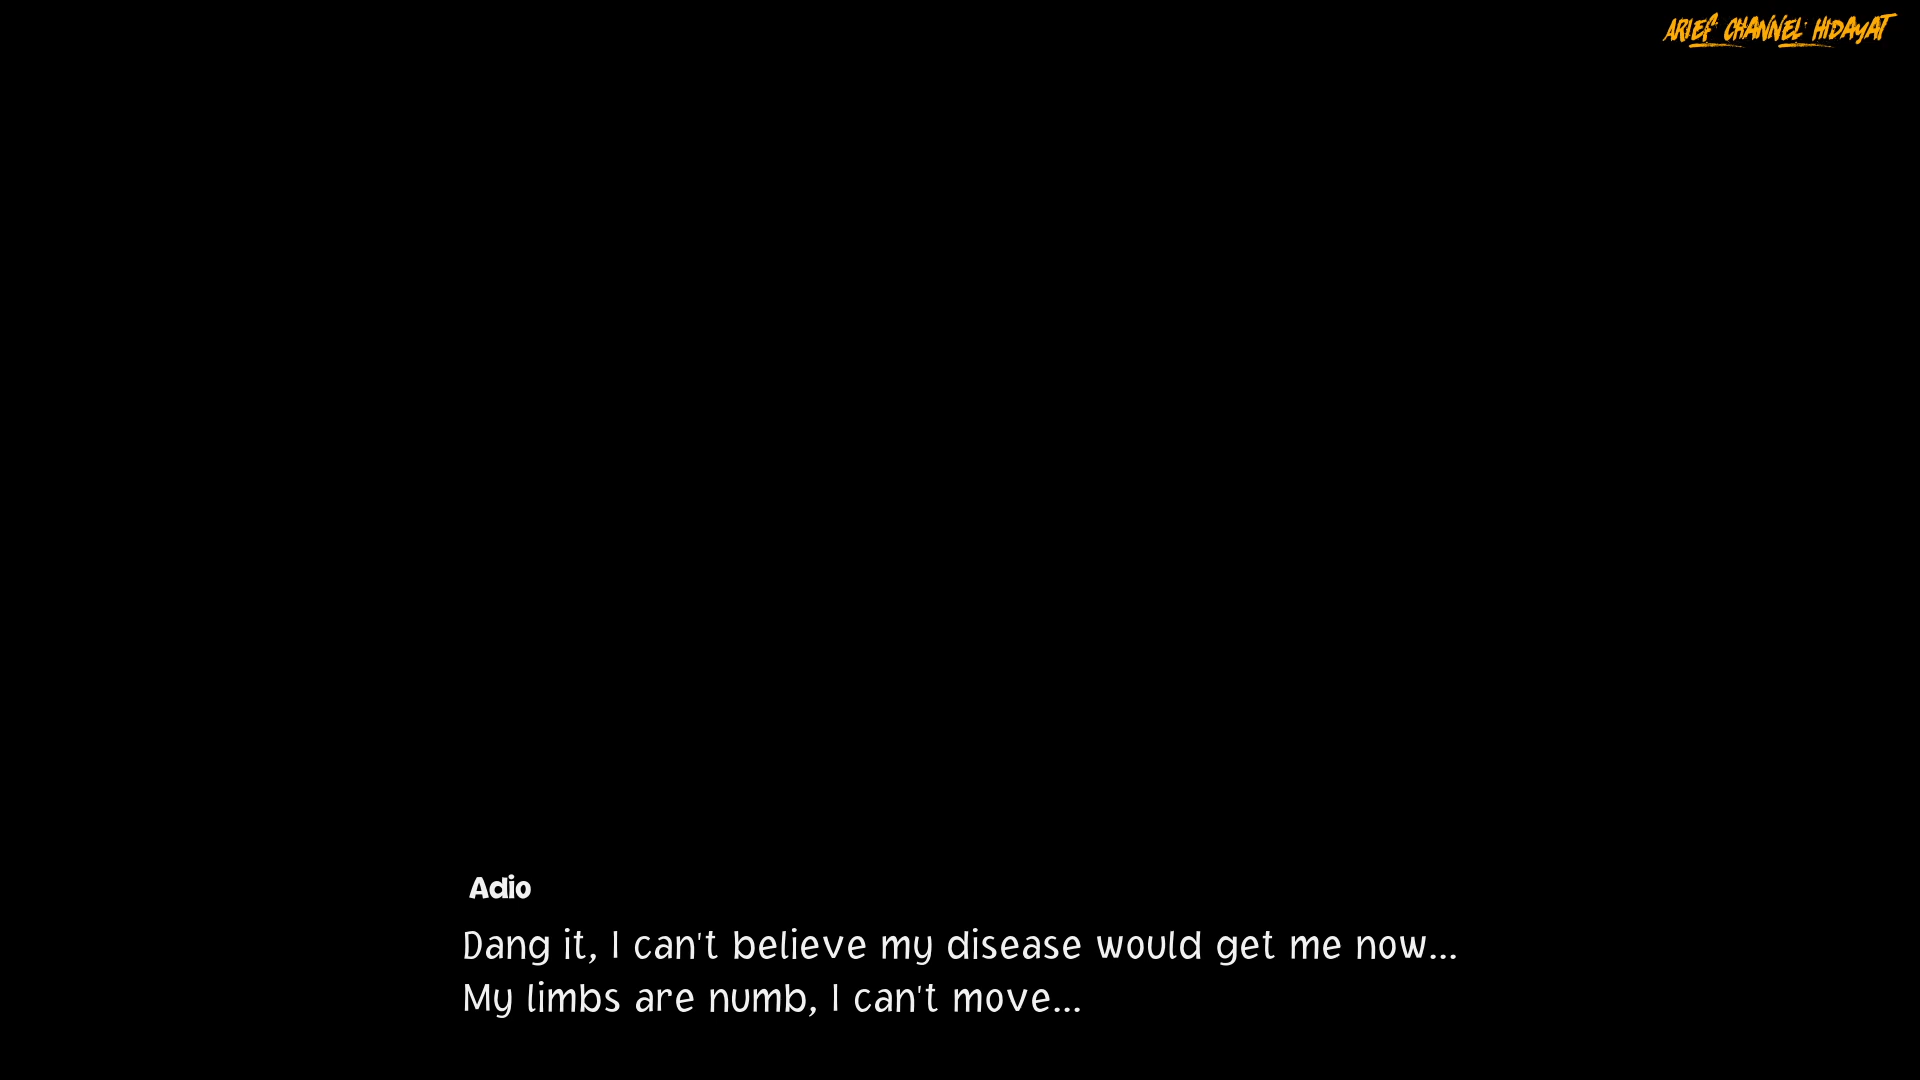 ARIEF CHANNEL HIDAYAT
Adio
Dang it, I can't believe my disease would get me now...
My limbs are numb, I can't move...